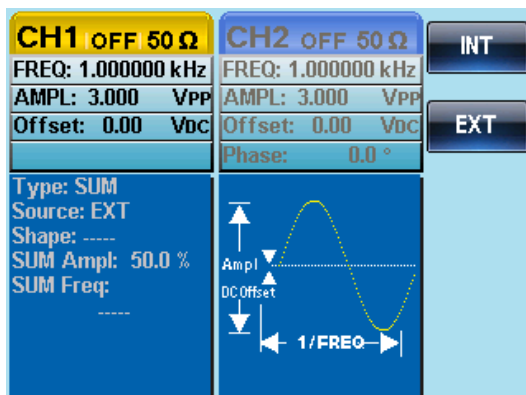 CH1 OFF 50 Ω
FREQ: 1.000000 kHz
AMPL: 3.000 VPP
Offset: 0.00 VDC
CH2 OFF 50 Ω
FREQ: 1.000000 kHz
AMPL: 3.000 VPP
Offset: 0.00 VDC
Phase: 0.0 °
INT
EXT
Type: SUM
Source: EXT
Shape: -----
SUM Ampl: 50.0 %
SUM Freq:
-----
Ampl
DC Offset
1/FREQ